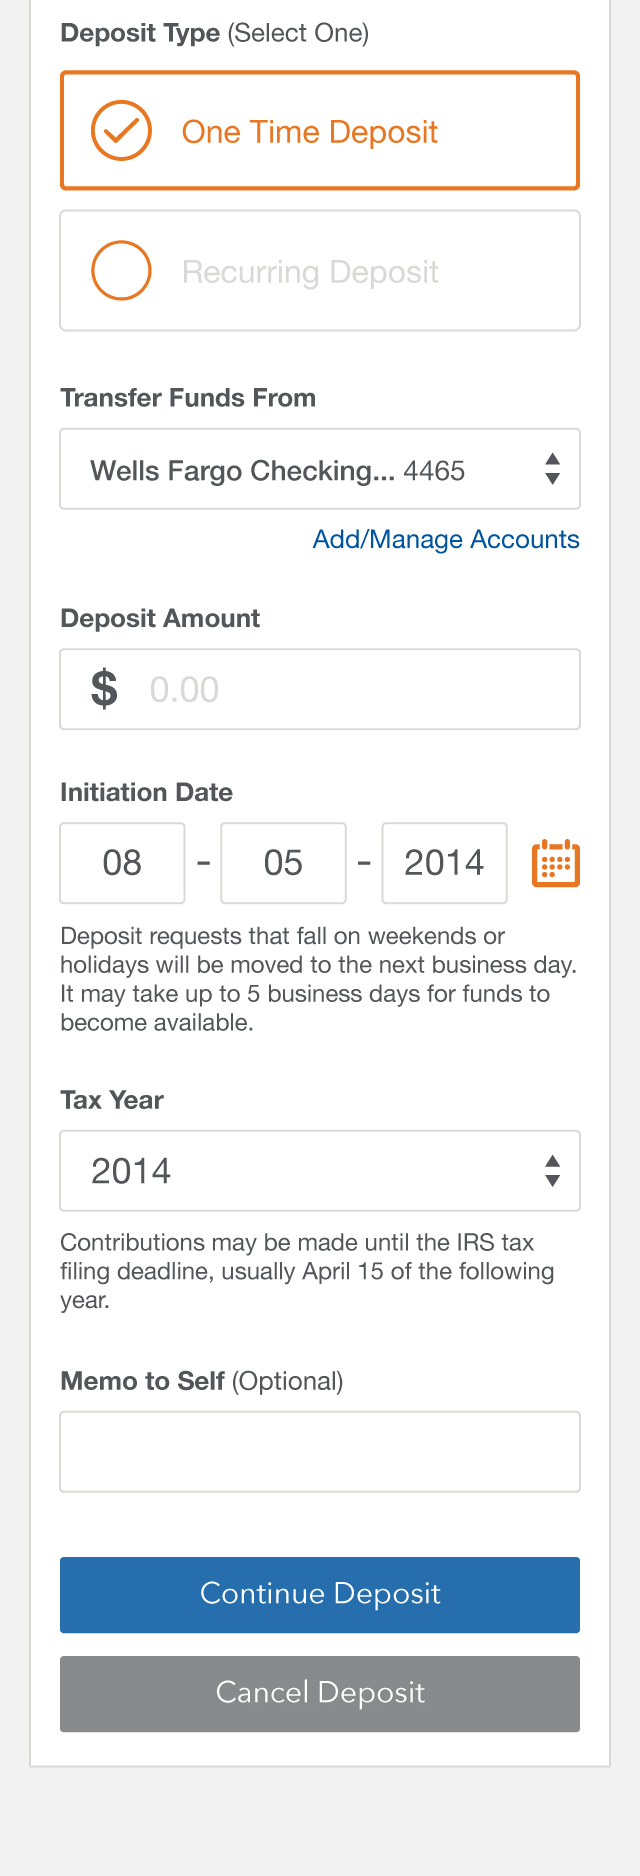 Deposit Type (Select One)
One Time Deposit
Recurring Deposit
Transfer Funds From
Wells Fargo Checking... 4465
Add/Manage Accounts
Deposit Amount
$ 0.00
Initiation Date
08 - 05 - 2014
Deposit requests that fall on weekends or
holidays will be moved to the next business day.
It may take up to 5 business days for funds to
become available.
Tax Year
2014
Contributions may be made until the IRS tax
filing deadline, usually April 15 of the following
year.
Memo to Self (Optional)
Continue Deposit
Cancel Deposit